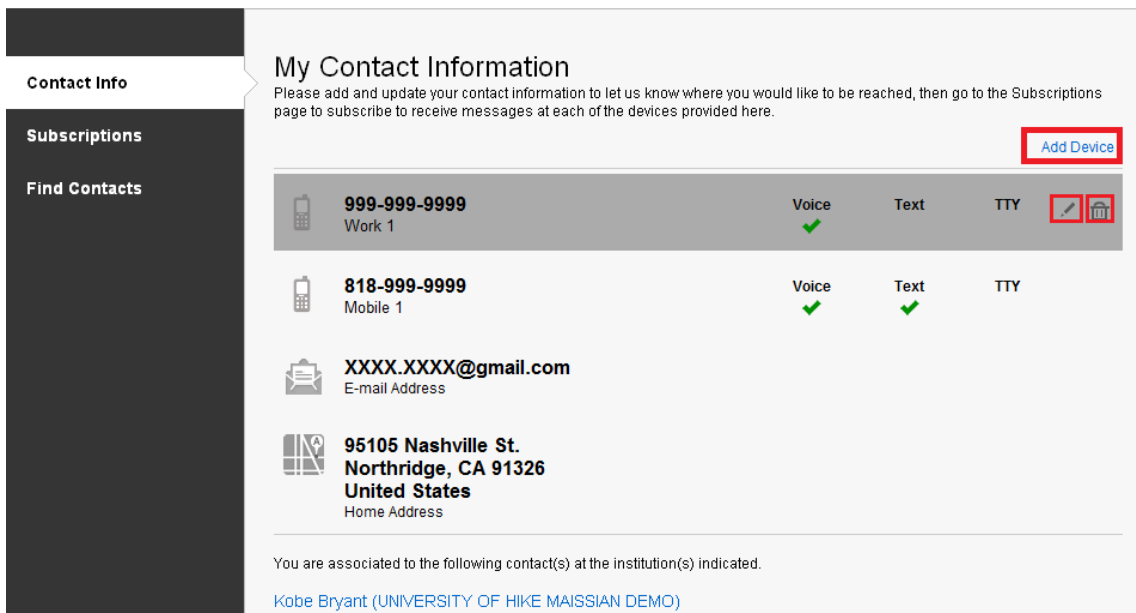 Contact Info
Subscriptions
Find Contacts
My Contact Information
Please add and update your contact information to let us know where you would like to be reached, then go to the Subscriptions
page to subscribe to receive messages at each of the devices provided here.
Add Device
999-999-9999 Voice Text TTY
Work 1
818-999-9999 Voice Text TTY
Mobile 1
XXXX.XXXX@gmail.com
E-mail Address
95105 Nashville St.
Northridge, CA 91326
United States
Home Address
You are associated to the following contact(s) at the institution(s) indicated.
Kobe Bryant (UNIVERSITY OF HIKE MAISSIAN DEMO)